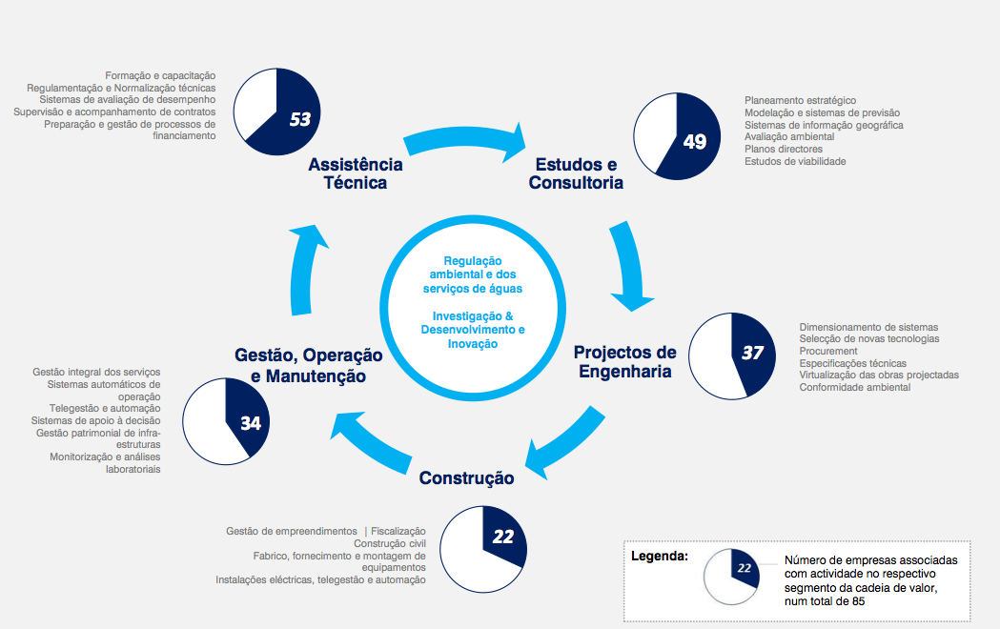 Formação e capacitação
Regulamentação e Normalização técnicas
Sistemas de avaliação de desempenho
Supervisão e acompanhamento de contratos
Preparação e gestão de processos de
financiamento
53
Assistência
Técnica
49
Estudos e
Consultoria
Planeamento estratégico
Modelação e sistemas de previsão
Sistemas de informação geográfica
Avaliação ambiental
Planos directores
Estudos de viabilidade
Regulação
ambiental e dos
serviços de águas
Investigação &
Desenvolvimento e
Inovação
Projectos de
Engenharia
37
Dimensionamento de sistemas
Selecção de novas tecnologias
Procurement
Especificações técnicas
Virtualização das obras projectadas
Conformidade ambiental
Gestão, Operação
e Manutenção
34
Gestão integral dos serviços
Sistemas automáticos de
operação
Telegestão e automação
Sistemas de apoio à decisão
Gestão patrimonial de infra-
estruturas
Monitorização e análises
laboratoriais
Construção
22
Gestão de empreendimentos | Fiscalização
Construção civil
Fabrico, fornecimento e montagem de
equipamentos
Instalações eléctricas, telegestão e automação
Legenda:
22
Número de empresas associadas
com actividade no respectivo
segmento da cadeia de valor,
num total de 85